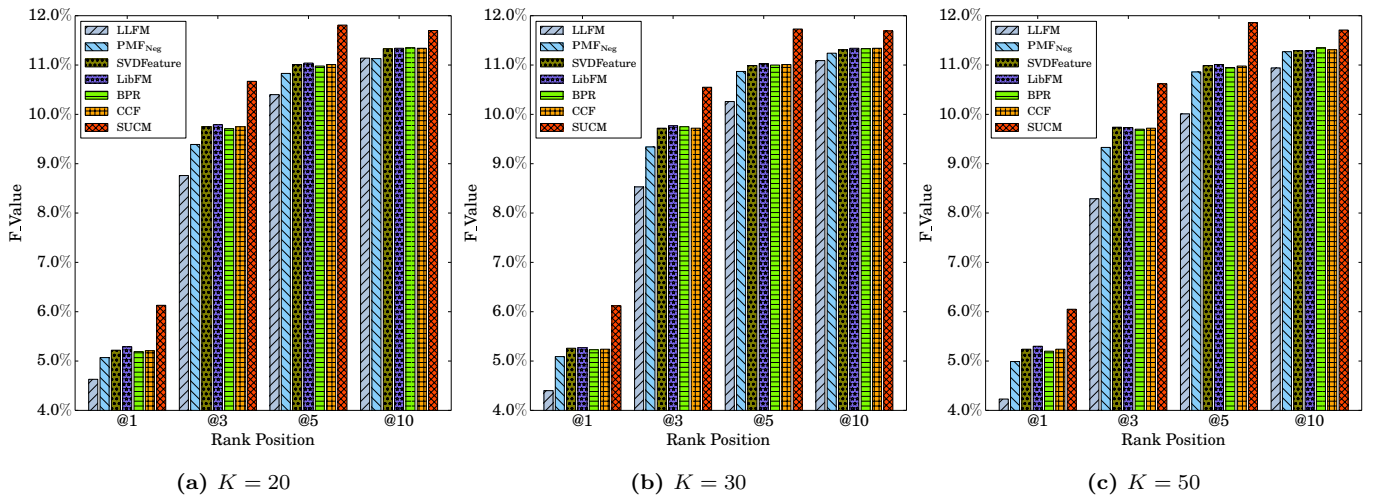 12.0%
11.0%
10.0%
9.0%
8.0%
7.0%
6.0%
5.0%
4.0%
F_Value
LLFM
PMF_Neg
SVDFeature
LibFM
BPR
CCF
SUCM
@1 @3 @5 @10
Rank Position
(a) K = 20
12.0%
11.0%
10.0%
9.0%
8.0%
7.0%
6.0%
5.0%
4.0%
F_Value
LLFM
PMF_Neg
SVDFeature
LibFM
BPR
CCF
SUCM
@1 @3 @5 @10
Rank Position
(b) K = 30
12.0%
11.0%
10.0%
9.0%
8.0%
7.0%
6.0%
5.0%
4.0%
F_Value
LLFM
PMF_Neg
SVDFeature
LibFM
BPR
CCF
SUCM
@1 @3 @5 @10
Rank Position
(c) K = 50